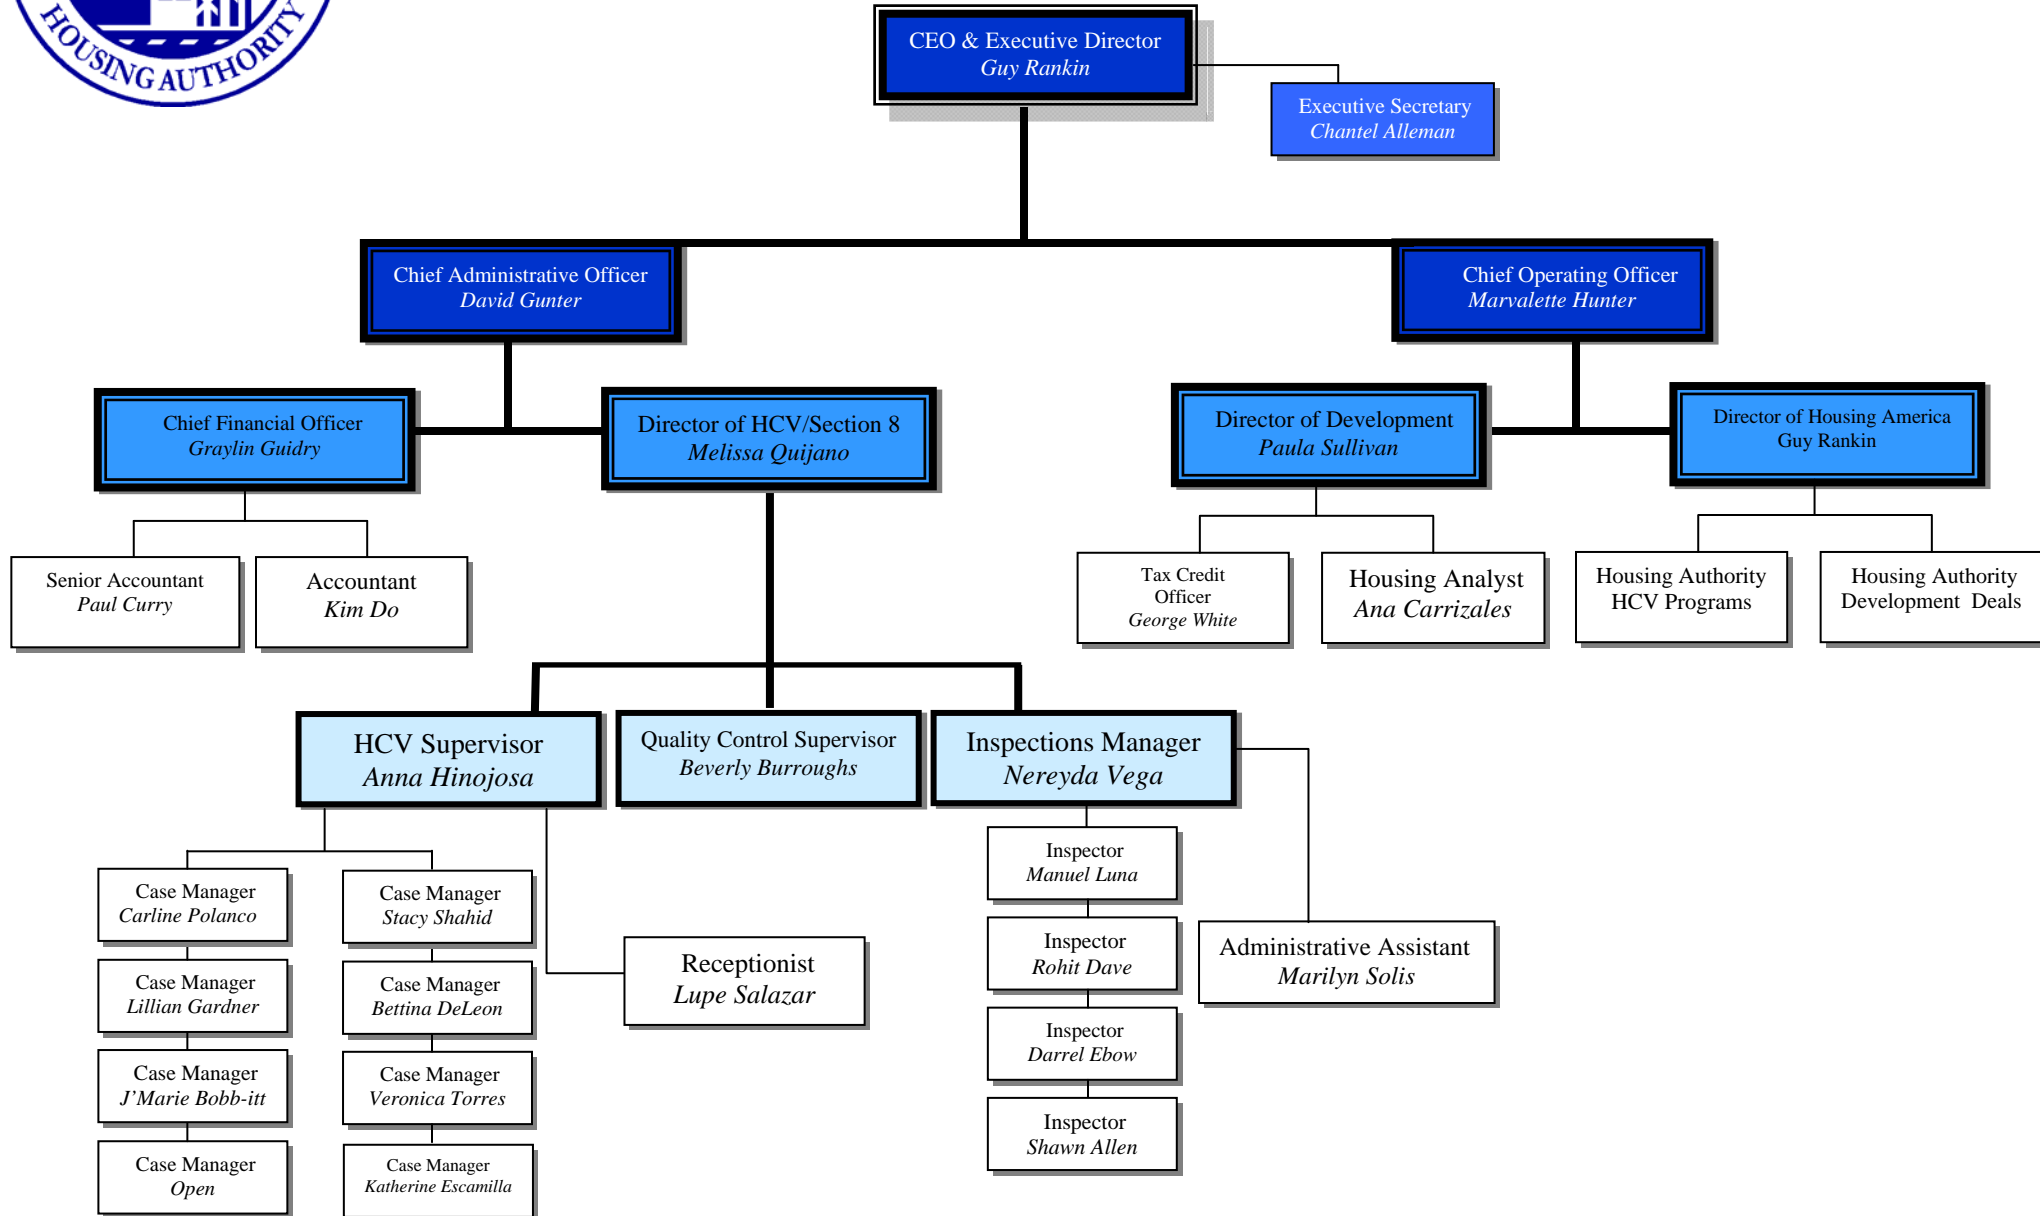 HOUSING AUTHORITY
CEO & Executive Director
Guy Rankin
Executive Secretary
Chantel Alleman
Chief Administrative Officer
David Gunter
Chief Operating Officer
Marvalette Hunter
Chief Financial Officer
Graylin Guidry
Director of HCV/Section 8
Melissa Quijano
Director of Development
Paula Sullivan
Director of Housing America
Guy Rankin
Senior Accountant
Paul Curry
Accountant
Kim Do
Tax Credit
Officer
George White
Housing Analyst
Ana Carrizales
Housing Authority
HCV Programs
Housing Authority
Development Deals
HCV Supervisor
Anna Hinojosa
Quality Control Supervisor
Beverly Burroughs
Inspections Manager
Nereyda Vega
Case Manager
Carline Polanco
Case Manager
Lillian Gardner
Case Manager
J’Marie Bobb-itt
Case Manager
Open
Case Manager
Stacy Shahid
Case Manager
Bettina DeLeon
Case Manager
Veronica Torres
Case Manager
Katherine Escamilla
Receptionist
Lupe Salazar
Inspector
Manuel Luna
Inspector
Rohit Dave
Inspector
Darrel Ebow
Inspector
Shawn Allen
Administrative Assistant
Marilyn Solis